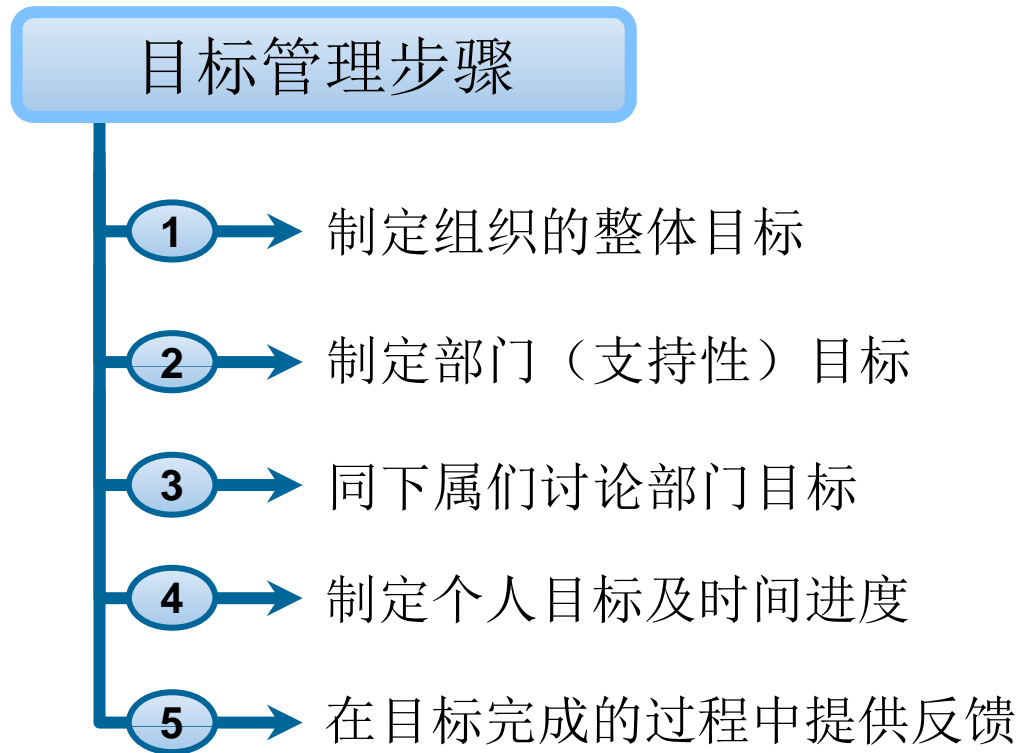 目标管理步骤
1 制定组织的整体目标
2 制定部门（支持性）目标
3 同下属们讨论部门目标
4 制定个人目标及时间进度
5 在目标完成的过程中提供反馈